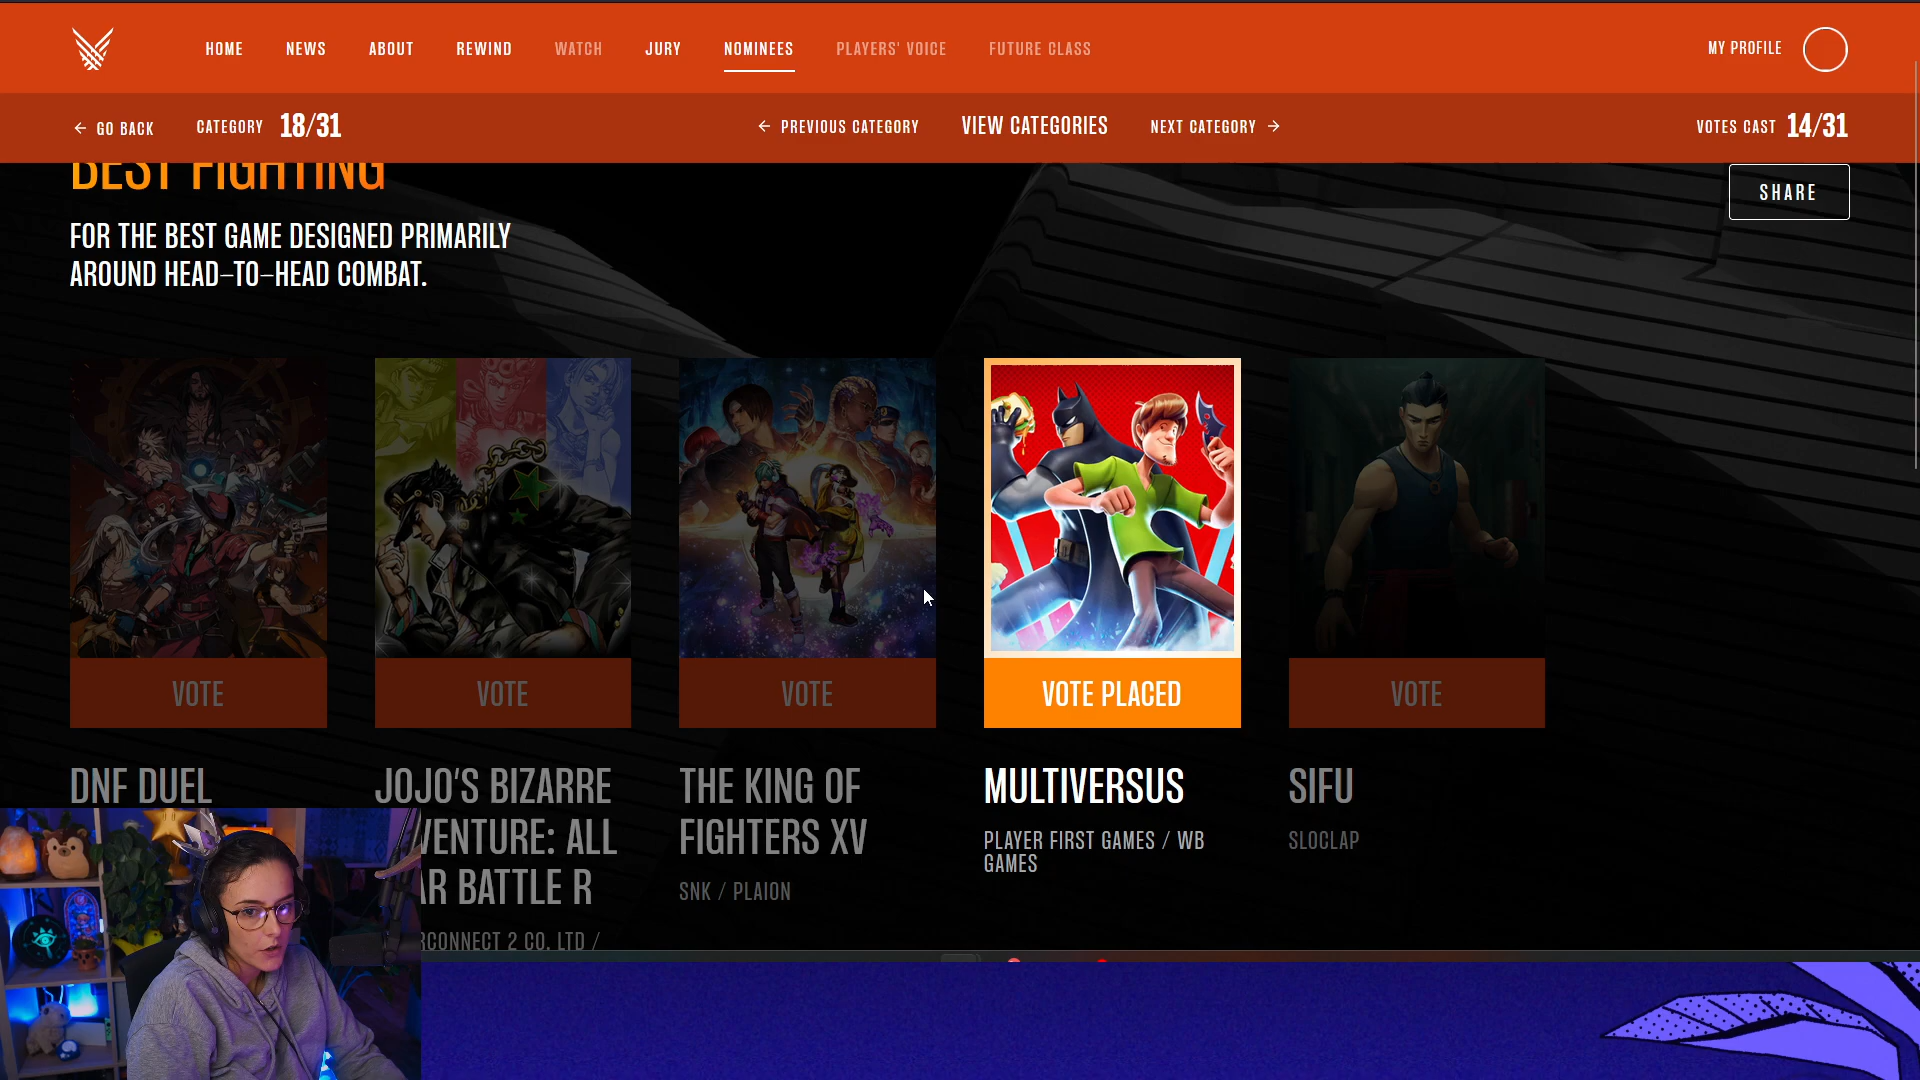 HOME NEWS ABOUT REWIND WATCH JURY NOMINEES PLAYERS' VOICE FUTURE CLASS MY PROFILE
← GO BACK CATEGORY 18/31 ← PREVIOUS CATEGORY VIEW CATEGORIES NEXT CATEGORY → VOTES CAST 14/31
BEST FIGHTING
SHARE
FOR THE BEST GAME DESIGNED PRIMARILY
AROUND HEAD–TO–HEAD COMBAT.
VOTE VOTE VOTE VOTE PLACED VOTE
DNF DUEL
JOJO'S BIZARRE
VENTURE: ALL
AR BATTLE R
RCONNECT 2 CO. LTD /
THE KING OF
FIGHTERS XV
SNK / PLAION
MULTIVERSUS
PLAYER FIRST GAMES / WB
GAMES
SIFU
SLOCLAP